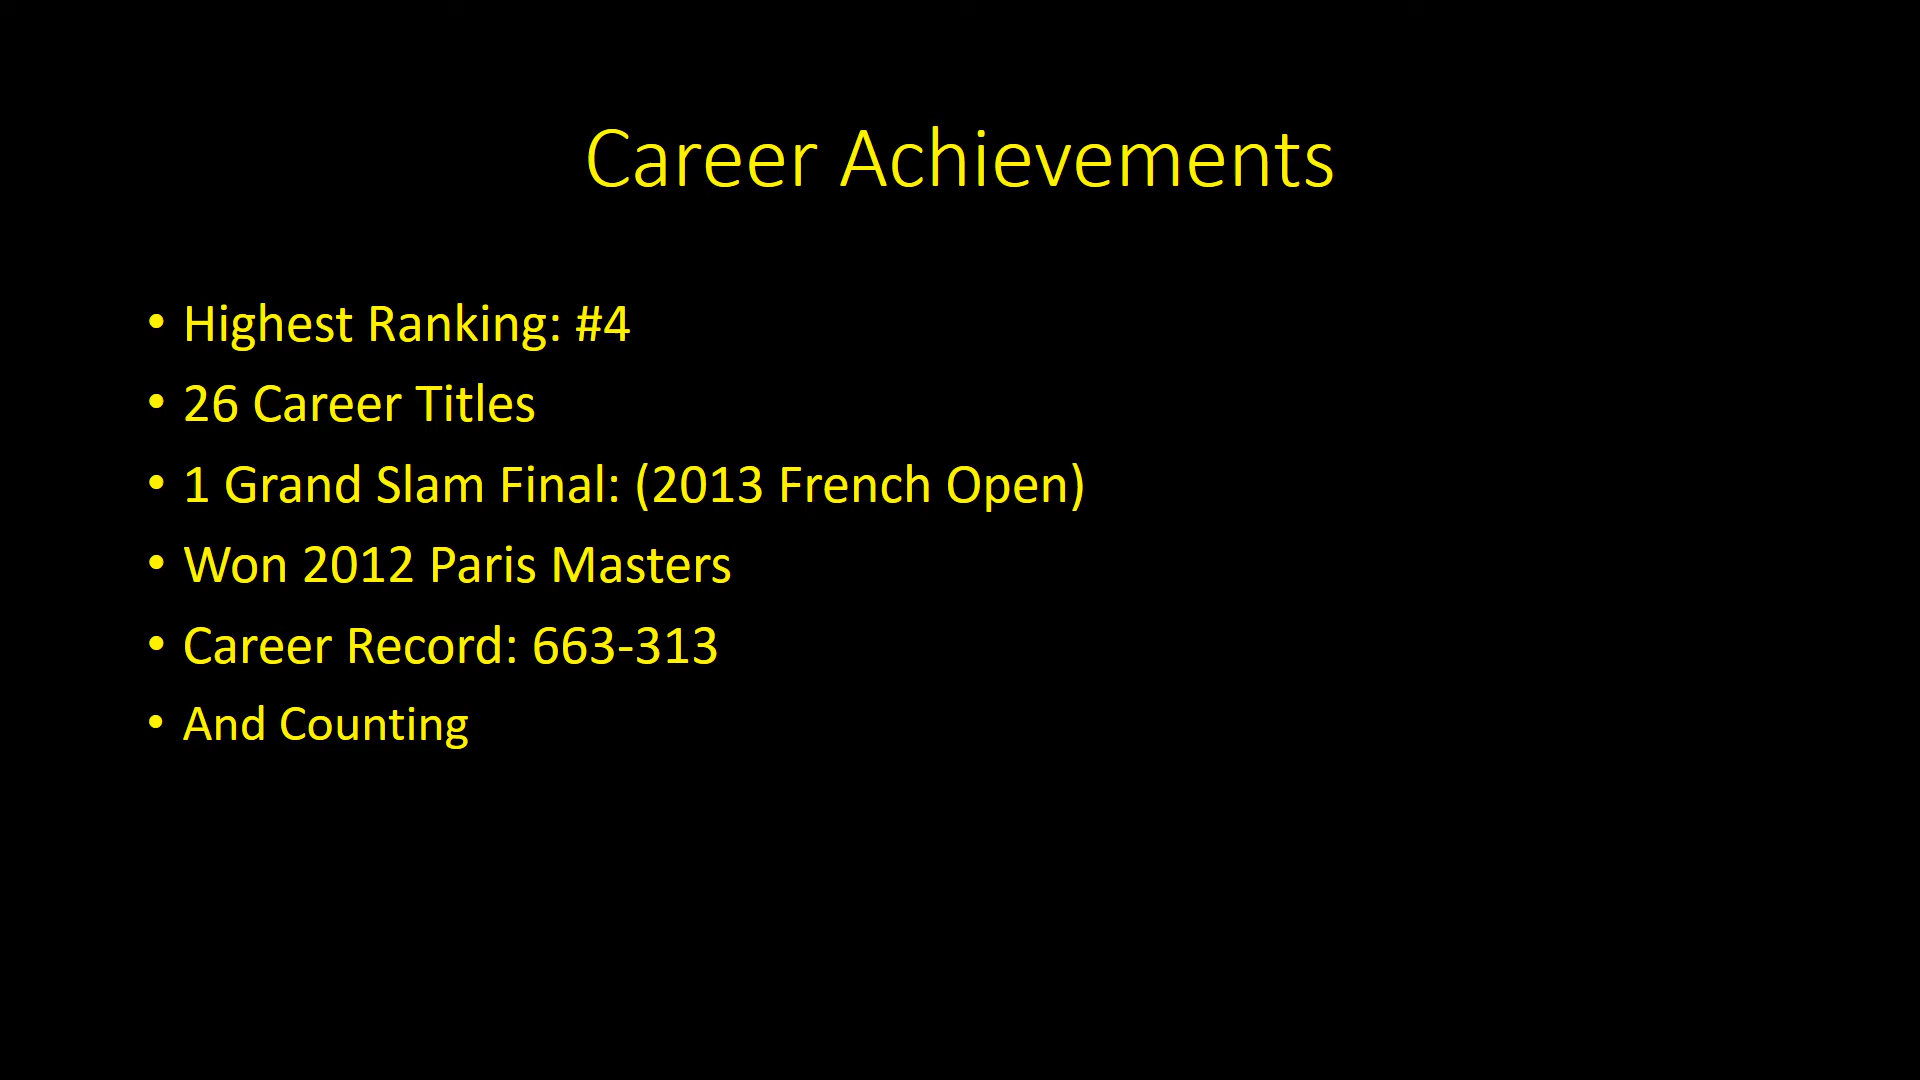 Career Achievements
• Highest Ranking: #4
• 26 Career Titles
• 1 Grand Slam Final: (2013 French Open)
• Won 2012 Paris Masters
• Career Record: 663-313
• And Counting